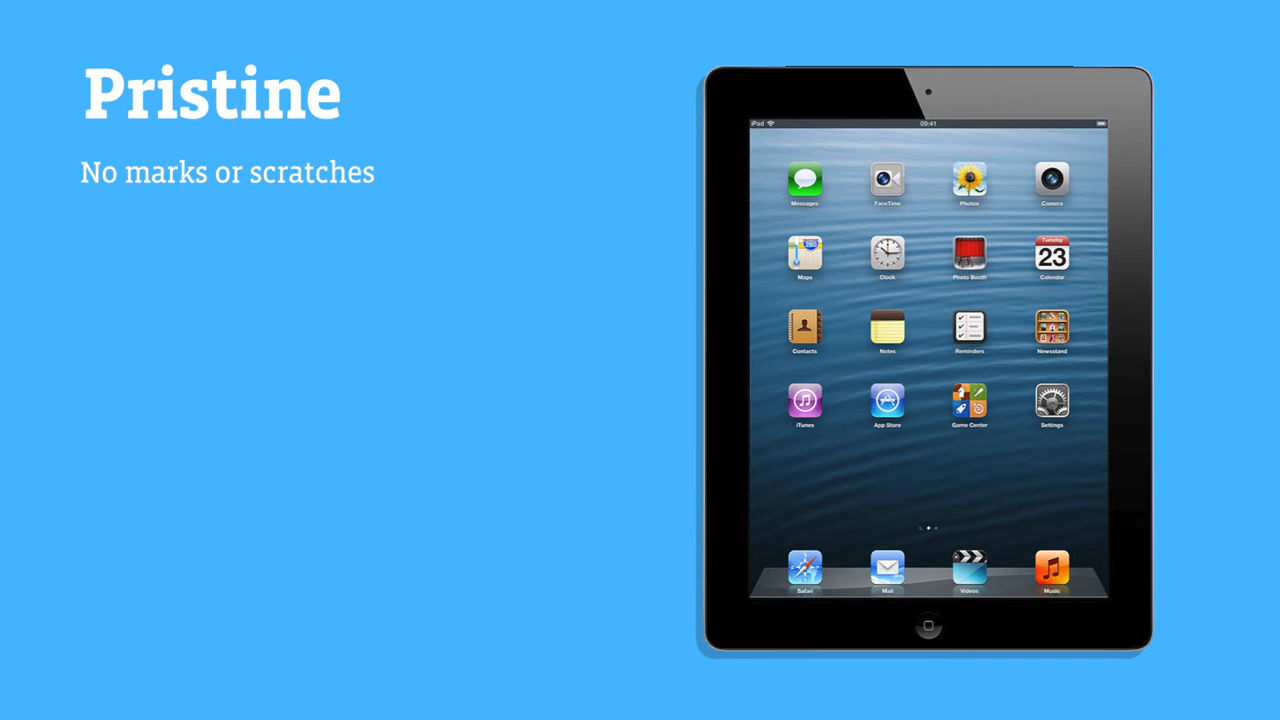 Pristine
No marks or scratches
iPad 09:41
Messages FaceTime Photos Camera
260 Tuesday
23
Maps Clock Photo Booth Calendar
Contacts Notes Reminders Newsstand
iTunes App Store Game Center Settings
Safari Mail Videos Music